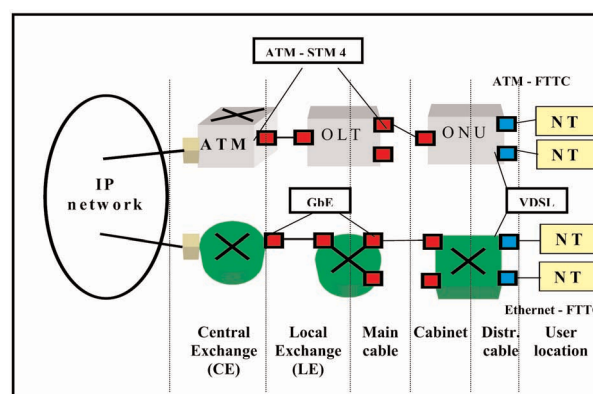 ATM - STM 4
ATM - FTTC
ATM
OLT
ONU
NT
NT
IP
network
GbE
VDSL
NT
NT
Ethernet - FTTC
Central
Exchange
(CE)
Local
Exchange
(LE)
Main
cable
Cabinet
Distr.
cable
User
location